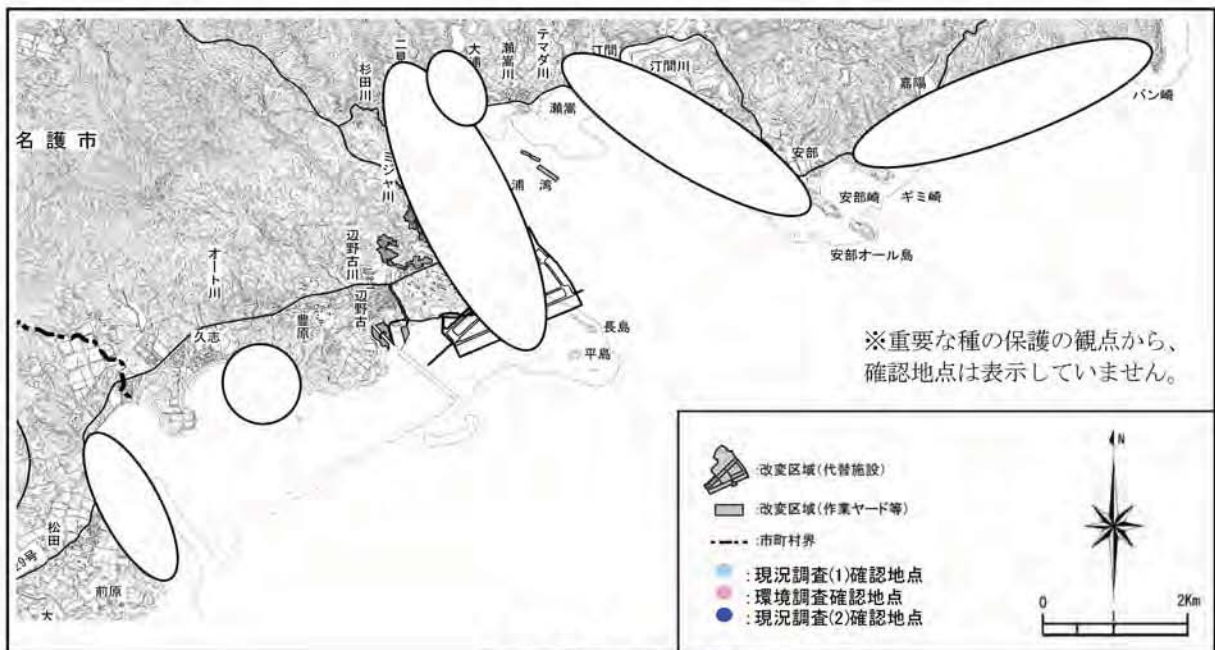 二見
大浦
瀬嵩川
テマダ川
汀間
汀間川
杉田川
嘉陽
バン崎
名護市
瀬嵩
安部
ミジャ川
浦湾
安部崎
ギミ崎
安部オール島
オート川
辺野古川
辺野古
久志
豊原
長島
平島
※重要な種の保護の観点から、
確認地点は表示していません。
松田
前原
大
N
:改変区域(代替施設)
:改変区域(作業ヤード等)
:市町村界
:現況調査(1)確認地点
:環境調査確認地点
:現況調査(2)確認地点
0 2Km